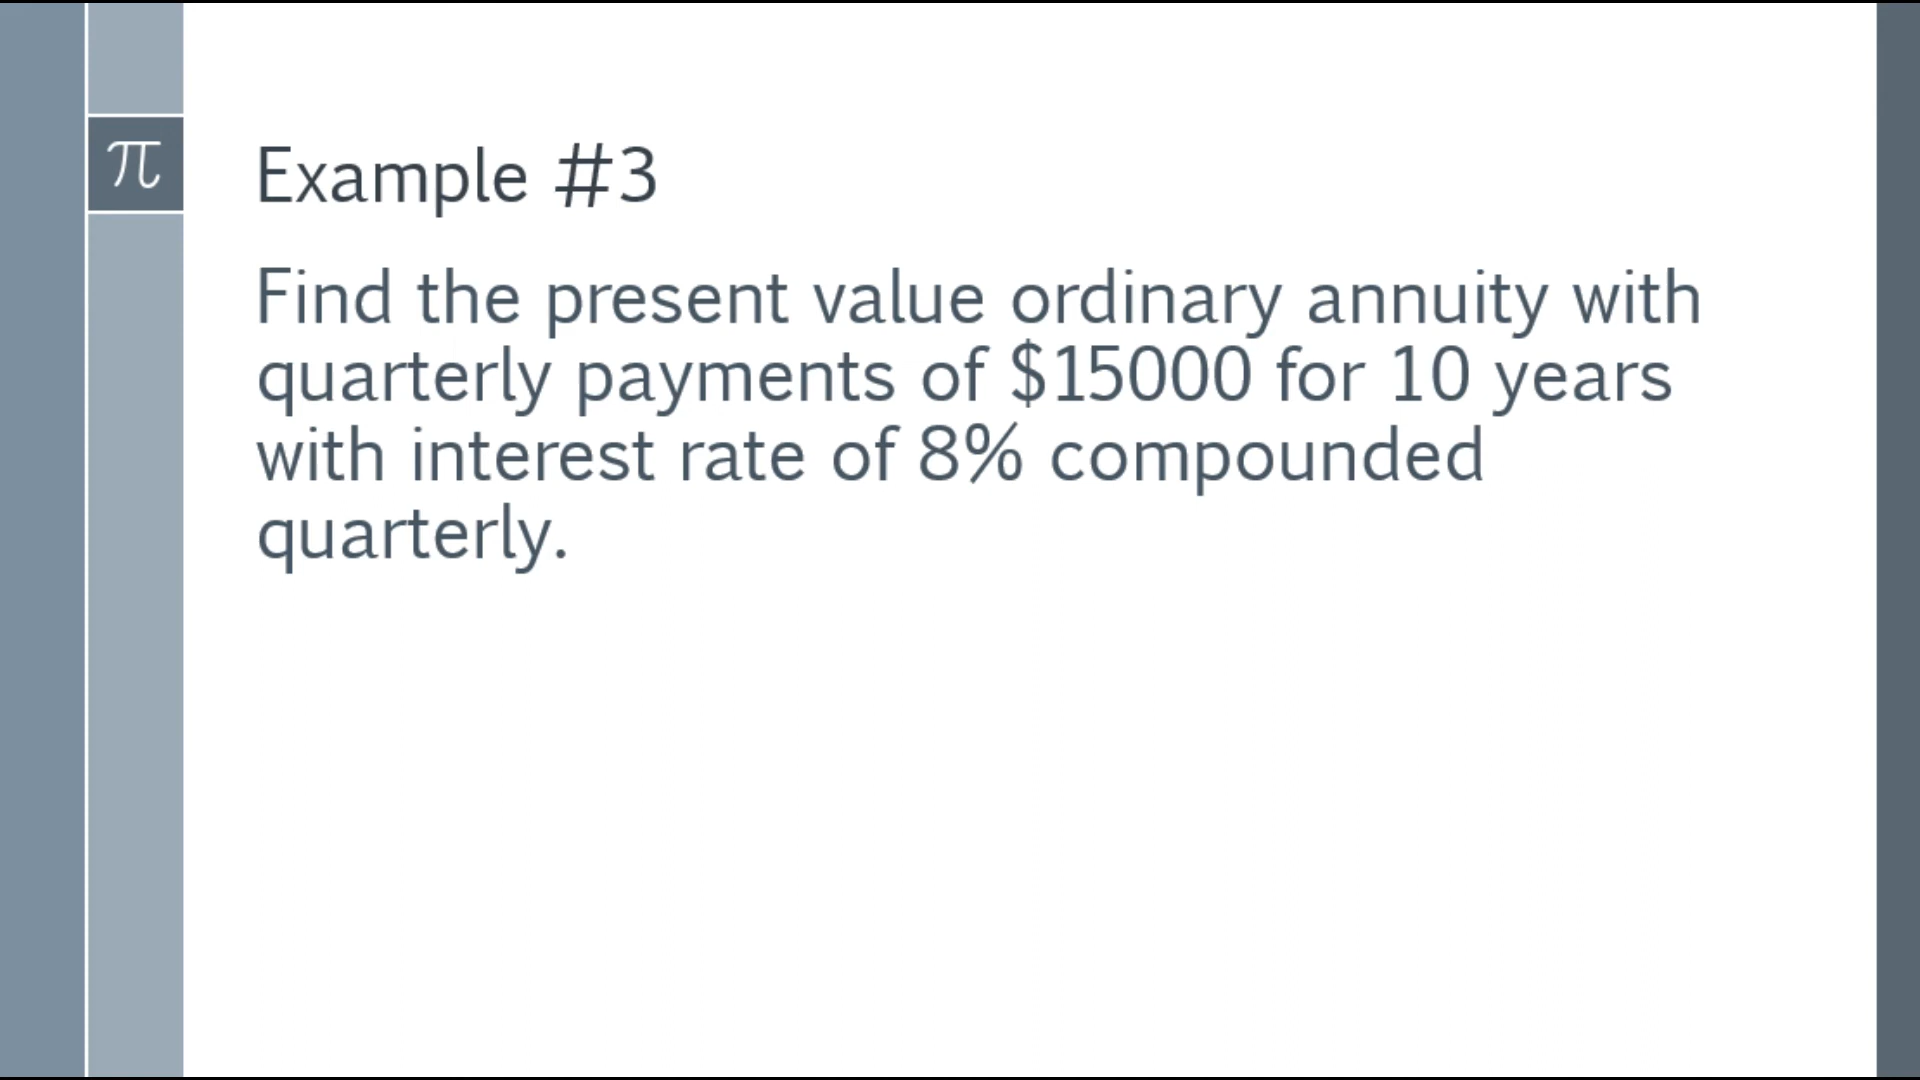 π
Example #3
Find the present value ordinary annuity with
quarterly payments of $15000 for 10 years
with interest rate of 8% compounded
quarterly.